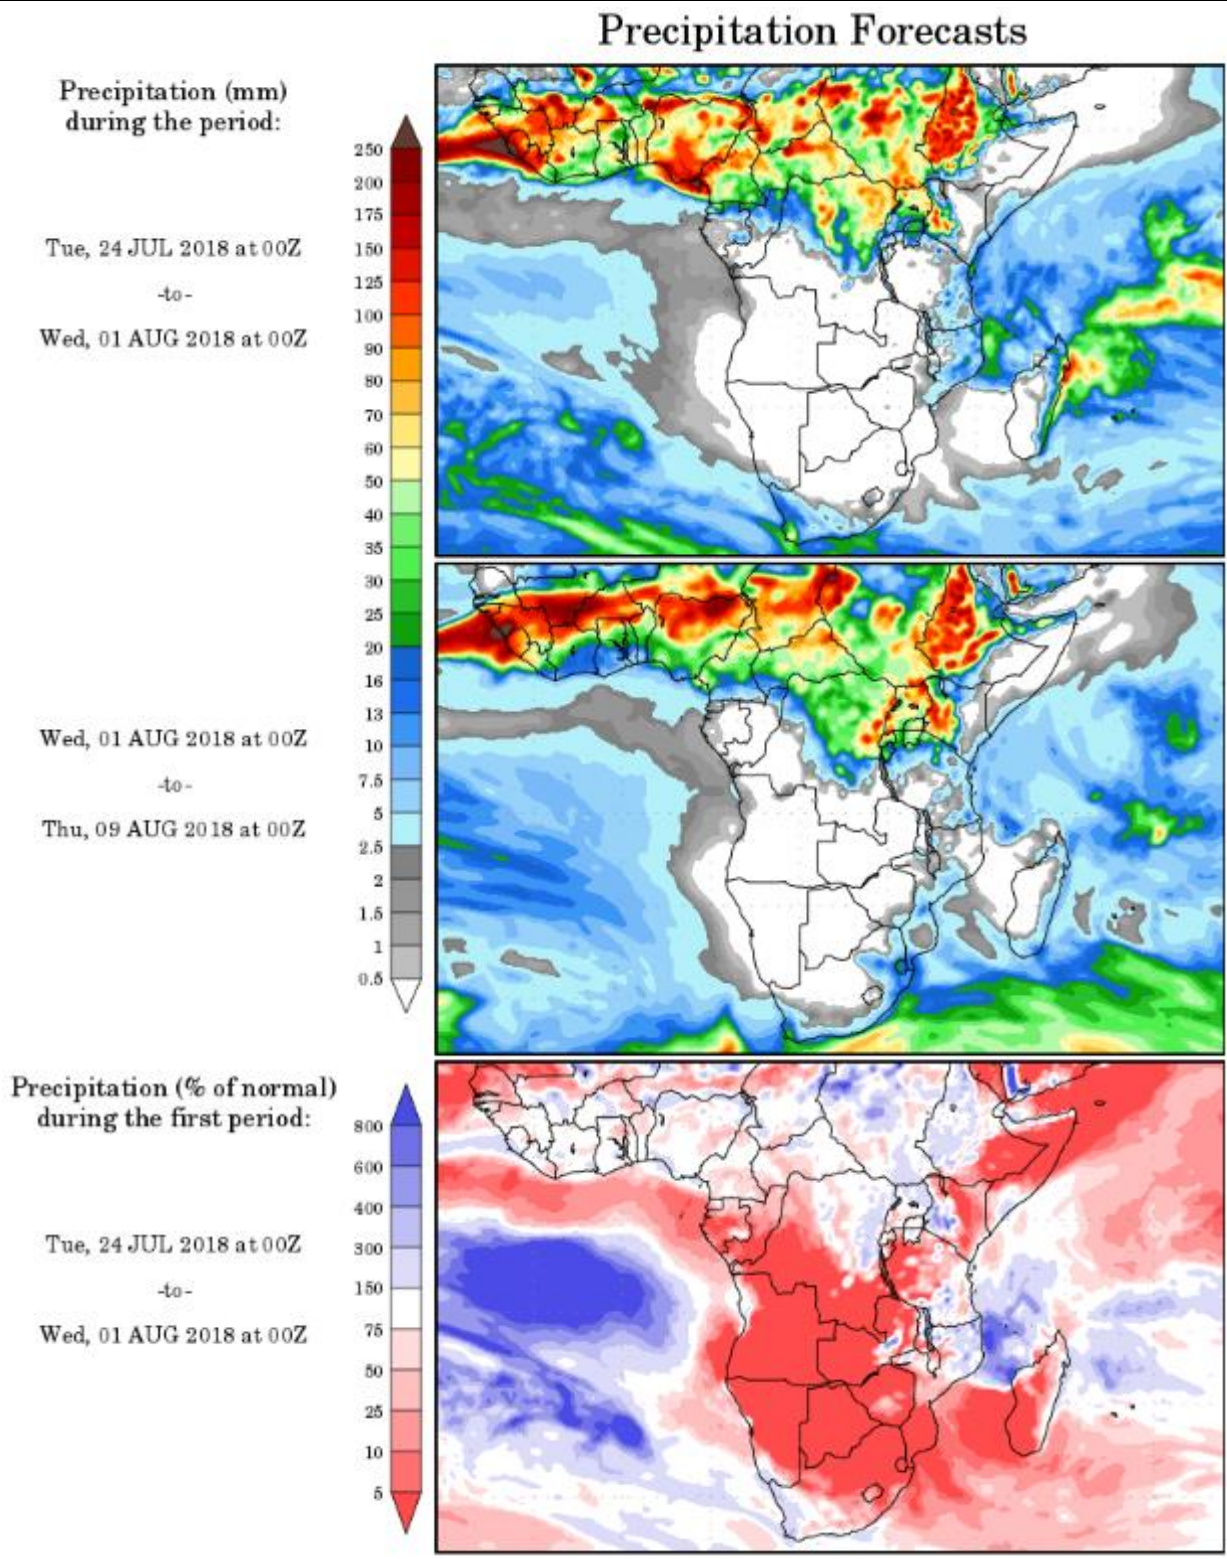 Precipitation Forecasts
Precipitation (mm)
during the period:
Tue, 24 JUL 2018 at 00Z
-to-
Wed, 01 AUG 2018 at 00Z
250
200
175
150
125
100
90
80
70
60
50
40
35
30
25
20
16
13
10
7.5
5
2.5
2
1.5
1
0.5
Wed, 01 AUG 2018 at 00Z
-to-
Thu, 09 AUG 2018 at 00Z
Precipitation (% of normal)
during the first period:
Tue, 24 JUL 2018 at 00Z
-to-
Wed, 01 AUG 2018 at 00Z
800
600
400
300
150
75
50
25
10
5